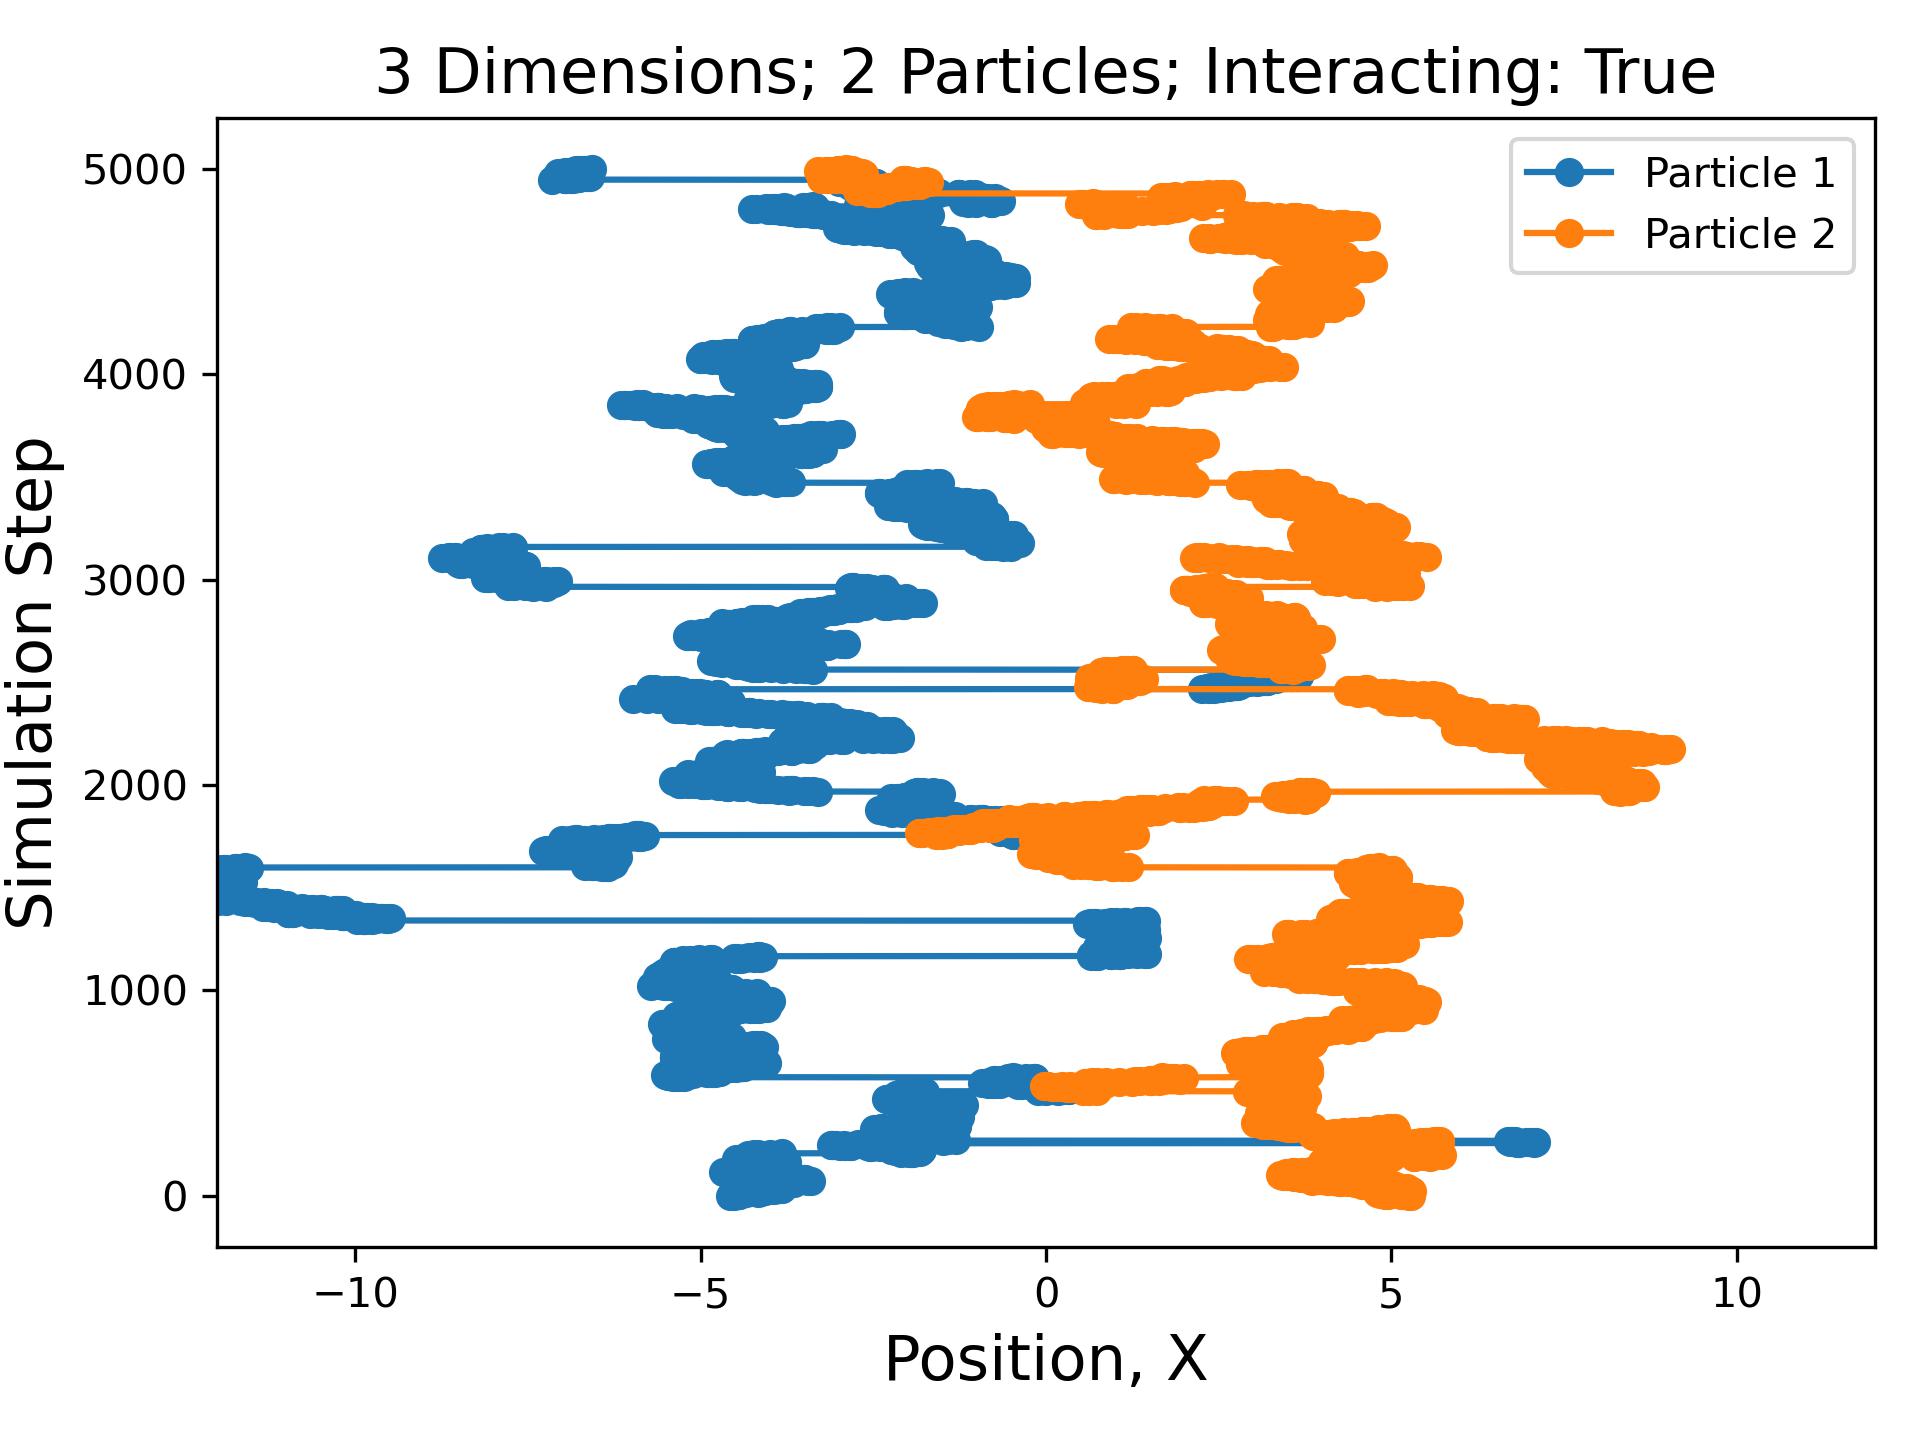 3 Dimensions; 2 Particles; Interacting: True
Particle 1
Particle 2
5000
4000
3000
2000
1000
0
Simulation Step
−10
−5
0
5
10
Position, X